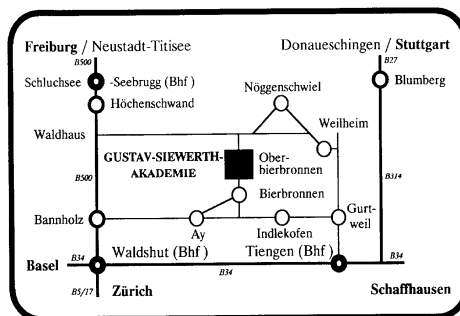 Freiburg / Neustadt-Titisee
Donaueschingen / Stuttgart
B500
B27
Schluchsee -Seebrugg (Bhf)
Blumberg
Höchenschwand
Nöggenschwiel
Weilheim
Waldhaus
GUSTAV-SIEWERTH-
AKADEMIE
Ober-
bierbronnen
B500
B314
Bierbronnen
Bannholz
Gurt-
weil
Ay
Indlekofen
Waldshut (Bhf )
Tiengen (Bhf )
Basel
B34
B34
B34
B5/17
Zürich
Schaffhausen